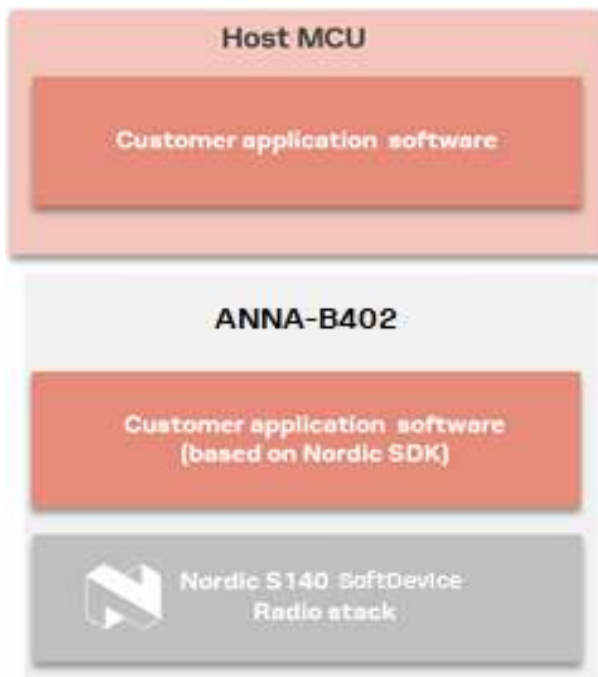 Host MCU
Customer application software
ANNA-B402
Customer application software
(based on Nordic SDK)
Nordic S140 SoftDevice
Radio stack